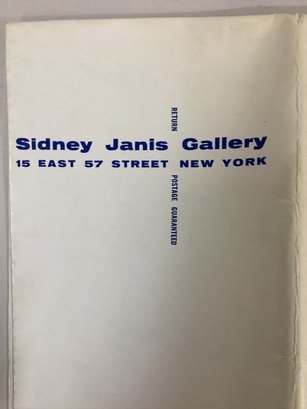 Sidney Janis Gallery
15 EAST 57 STREET NEW YORK
RETURN POSTAGE GUARANTEED